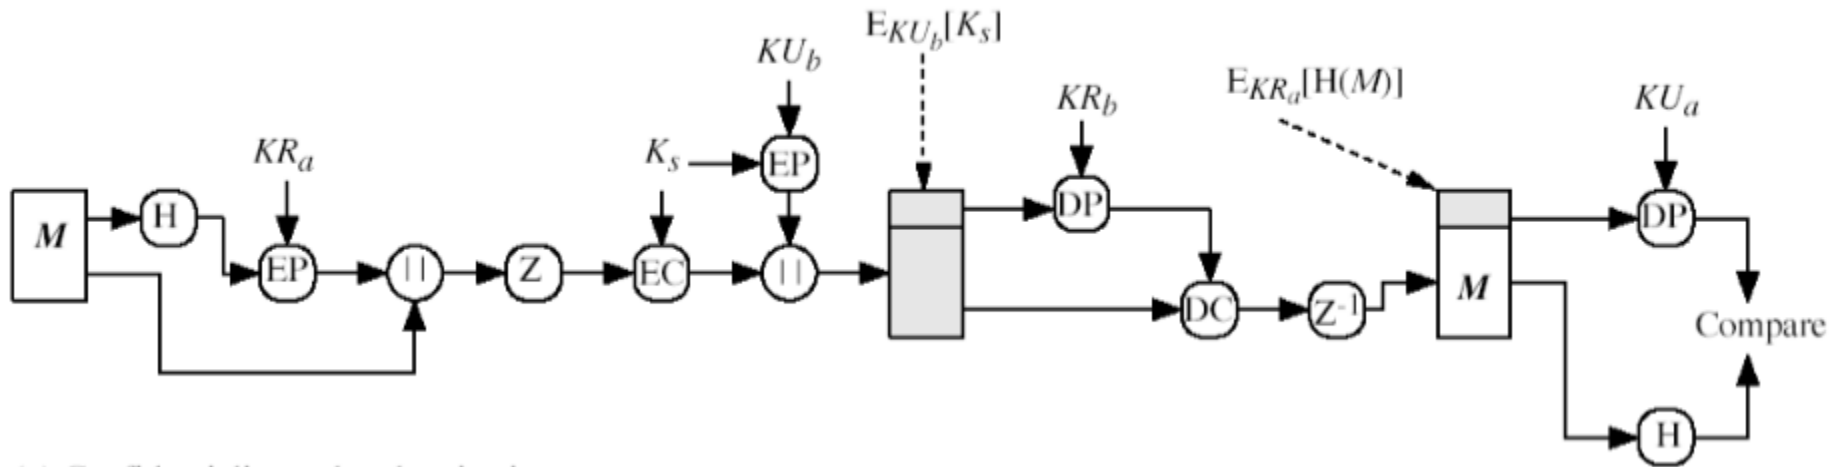 E_{KU_b}[K_s]
KU_b
KR_b
E_{KR_a}[H(M)]
KU_a
KR_a
K_s
EP
M
H
DP
DP
EP
||
Z
EC
||
DC
Z^{-1}
M
Compare
H